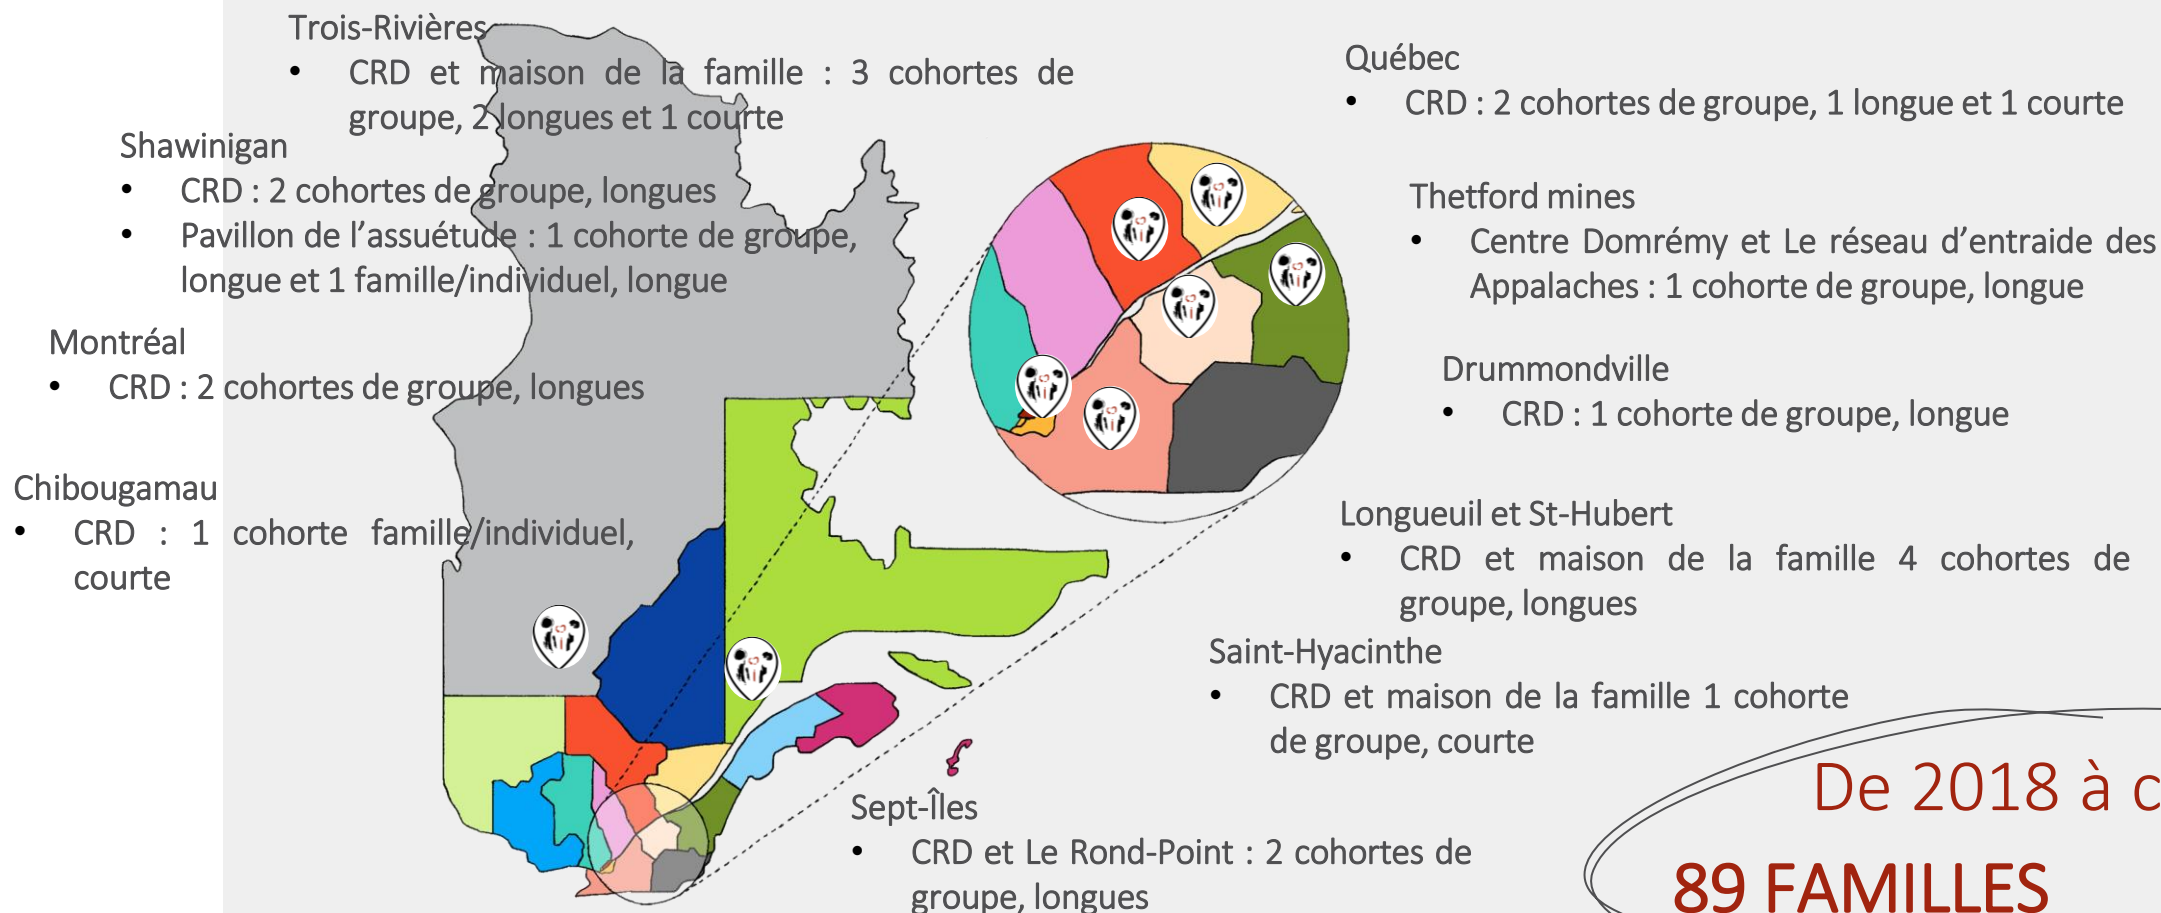 Trois-Rivières
• CRD et maison de la famille : 3 cohortes de
groupe, 2 longues et 1 courte
Shawinigan
• CRD : 2 cohortes de groupe, longues
• Pavillon de l’assuétude : 1 cohorte de groupe,
longue et 1 famille/individuel, longue
Montréal
• CRD : 2 cohortes de groupe, longues
Chibougamau
• CRD : 1 cohorte famille/individuel,
courte
Québec
• CRD : 2 cohortes de groupe, 1 longue et 1 courte
Thetford mines
• Centre Domrémy et Le réseau d’entraide des
Appalaches : 1 cohorte de groupe, longue
Drummondville
• CRD : 1 cohorte de groupe, longue
Longueuil et St-Hubert
• CRD et maison de la famille 4 cohortes de
groupe, longues
Saint-Hyacinthe
• CRD et maison de la famille 1 cohorte
de groupe, courte
Sept-Îles
• CRD et Le Rond-Point : 2 cohortes de
groupe, longues
De 2018 à c
89 FAMILLES